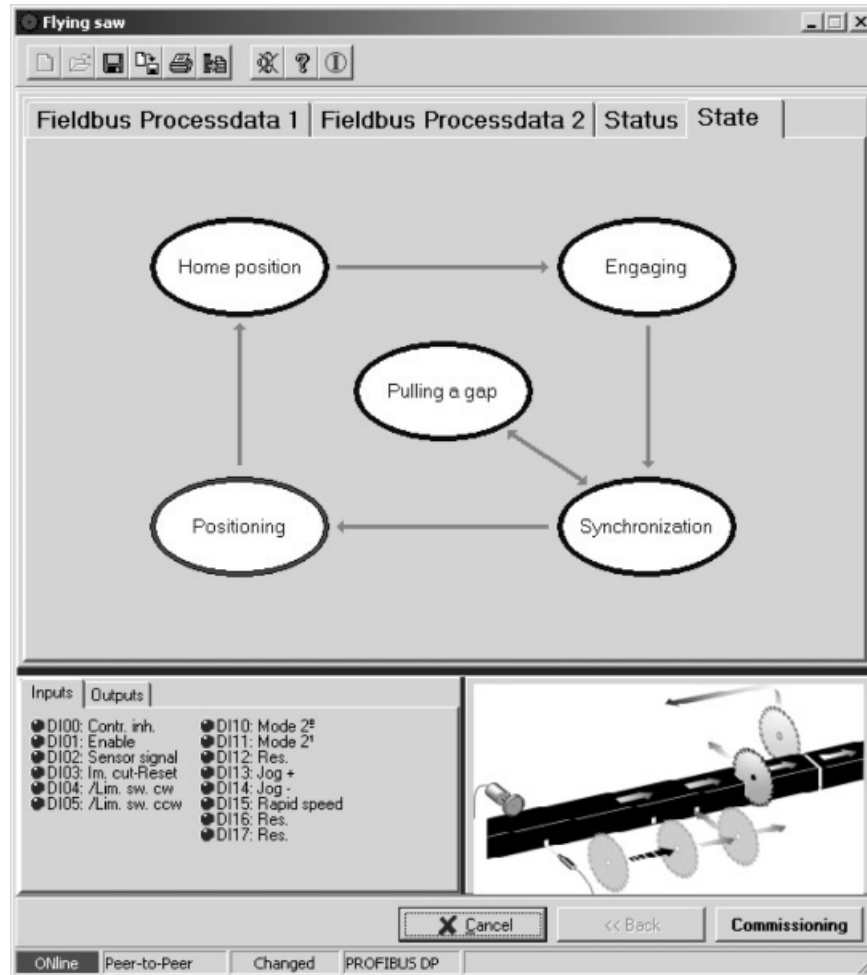 Flying saw
Fieldbus Processdata 1 Fieldbus Processdata 2 Status State
Home position
Engaging
Pulling a gap
Positioning
Synchronization
Inputs Outputs
DI00: Contr. inh.
DI01: Enable
DI02: Sensor signal
DI03: Im. cut-Reset
DI04: /Lim. sw. cw
DI05: /Lim. sw. ccw
DI10: Mode 2⁰
DI11: Mode 2¹
DI12: Res.
DI13: Jog +
DI14: Jog -
DI15: Rapid speed
DI16: Res.
DI17: Res.
Cancel << Back Commissioning
ONline Peer-to-Peer Changed PROFIBUS DP